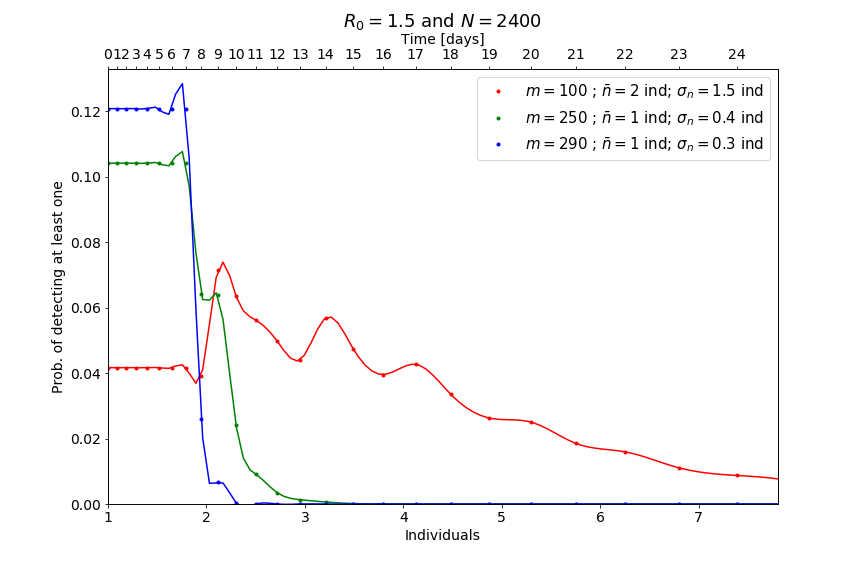 R₀ = 1.5 and N = 2400
Time [days]
0 1 2 3 4 5 6 7 8 9 10 11 12 13 14 15 16 17 18 19 20 21 22 23 24
m = 100 ; n̄ = 2 ind; σₙ = 1.5 ind
m = 250 ; n̄ = 1 ind; σₙ = 0.4 ind
m = 290 ; n̄ = 1 ind; σₙ = 0.3 ind
Prob. of detecting at least one
0.12
0.10
0.08
0.06
0.04
0.02
0.00
1 2 3 4 5 6 7
Individuals